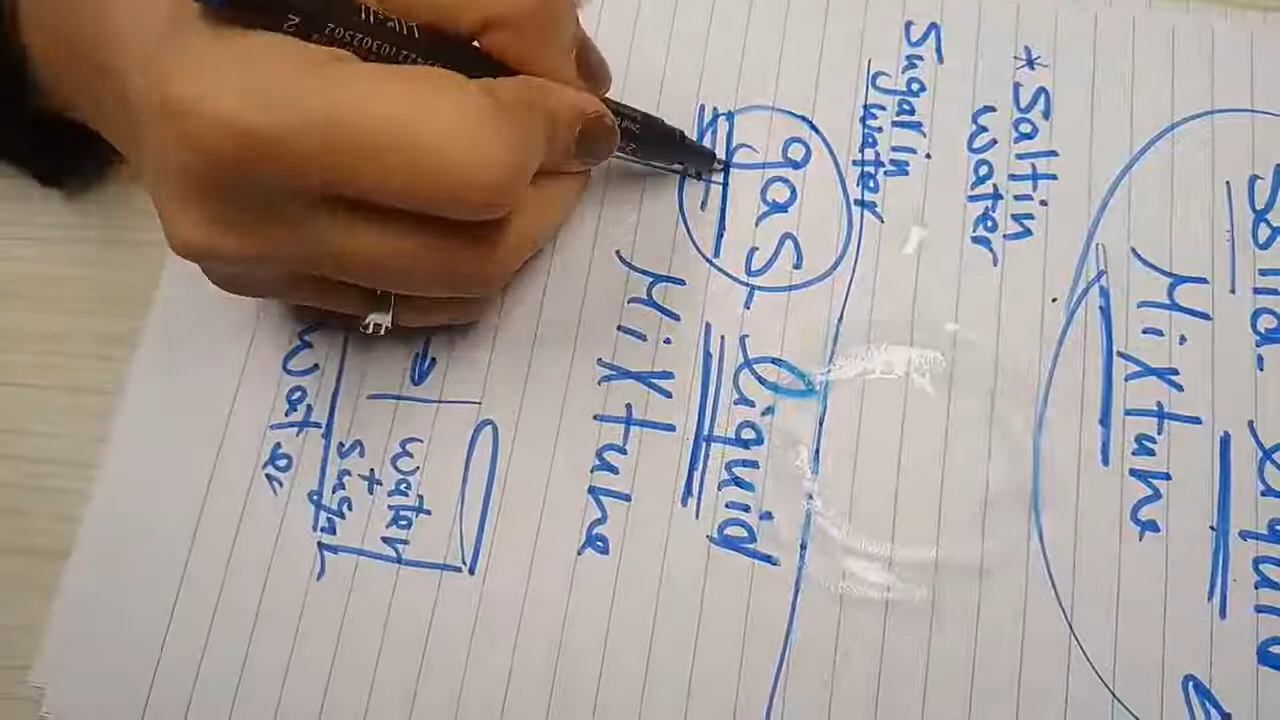 Solid - Liquid
Mixture
* Salt in
water
Sugar in
water
gas - liquid
Mixture
→
water
+
Sugar
water